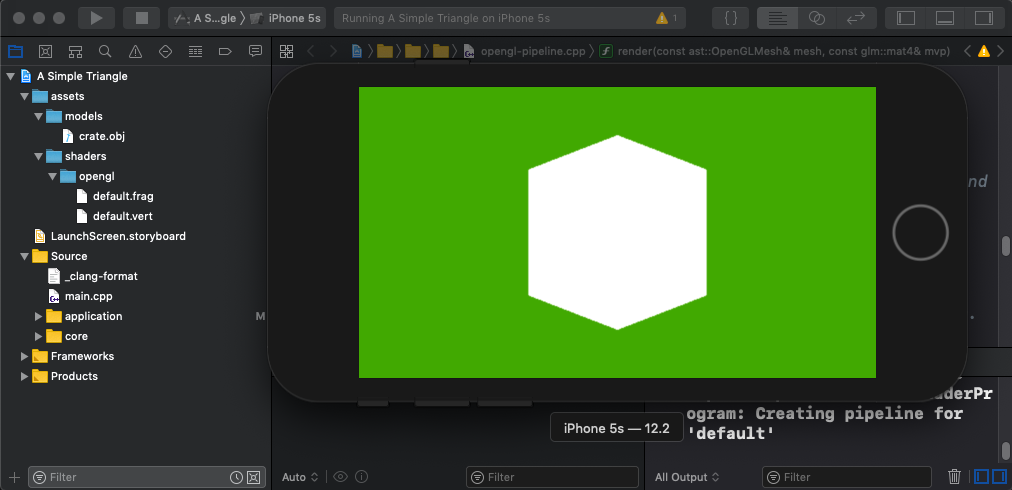 A S...gle
iPhone 5s
Running A Simple Triangle on iPhone 5s
1
{}
opengl-pipeline.cpp
f
render(const ast::OpenGLMesh& mesh, const glm::mat4& mvp)
A Simple Triangle
assets
models
crate.obj
shaders
opengl
default.frag
default.vert
LaunchScreen.storyboard
Source
_clang-format
main.cpp
application
M
core
Frameworks
Products
nd
aderPr
ogram: Creating pipeline for
'default'
iPhone 5s — 12.2
Filter
Auto
Filter
All Output
Filter